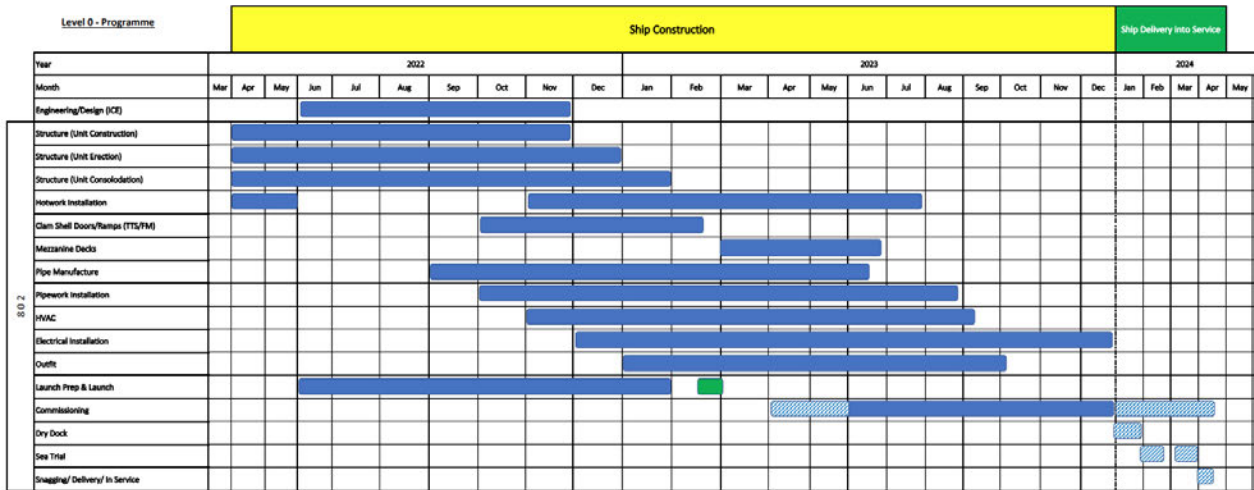 Level 0 - Programme
Ship Construction
Ship Delivery into Service
Year 2022 2023 2024
Month Mar Apr May Jun Jul Aug Sep Oct Nov Dec Jan Feb Mar Apr May Jun Jul Aug Sep Oct Nov Dec Jan Feb Mar Apr May
Engineering/Design (ICE)
802
Structure (Unit Construction)
Structure (Unit Erection)
Structure (Unit Consolodation)
Hotwork Installation
Clam Shell Doors/Ramps (TTS/FM)
Mezzanine Decks
Pipe Manufacture
Pipework Installation
HVAC
Electrical Installation
Outfit
Launch Prep & Launch
Commissioning
Dry Dock
Sea Trial
Snagging/ Delivery/ In Service